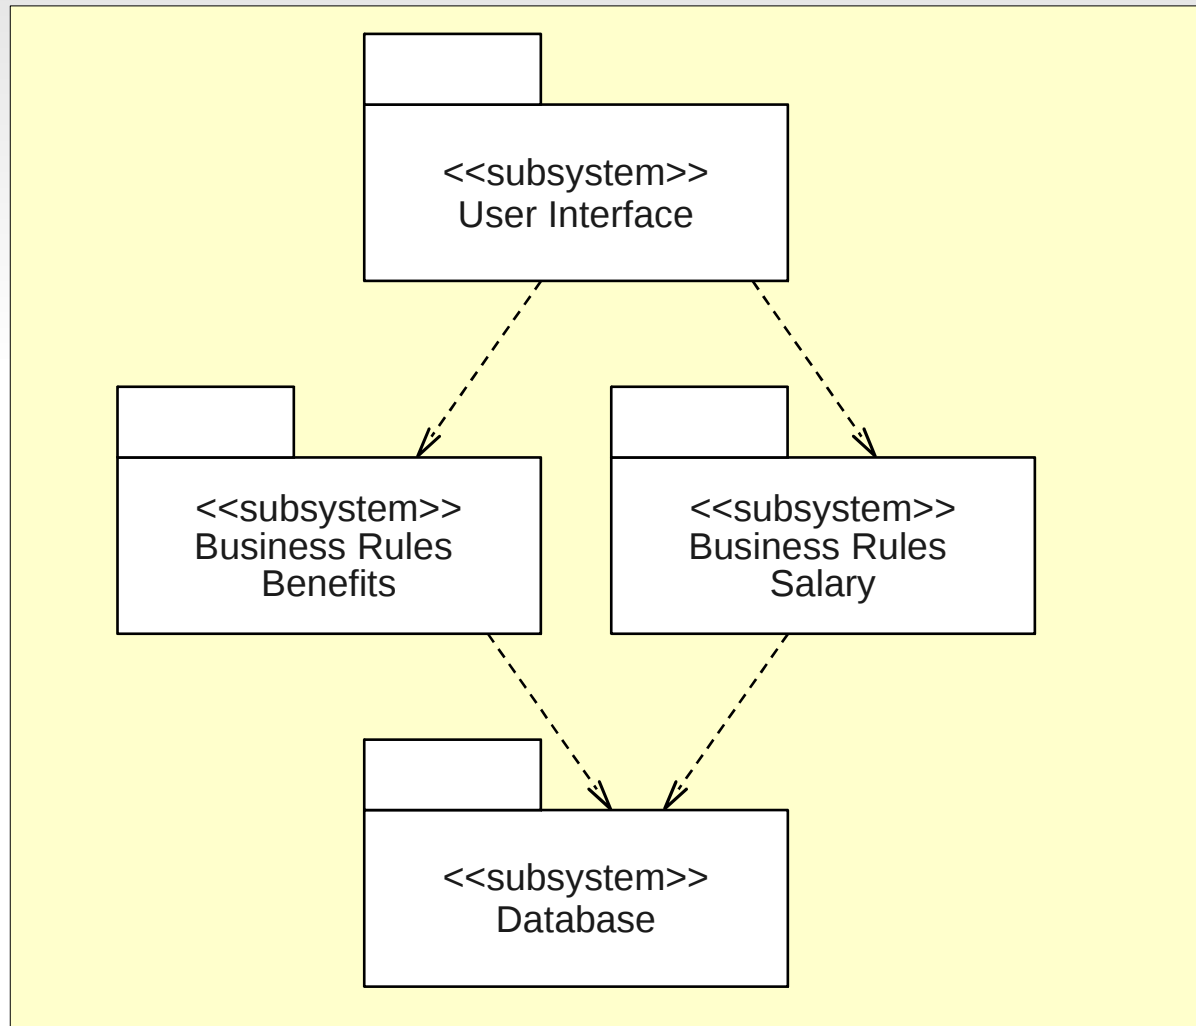 <<subsystem>>
User Interface
<<subsystem>>
Business Rules
Benefits
<<subsystem>>
Business Rules
Salary
<<subsystem>>
Database